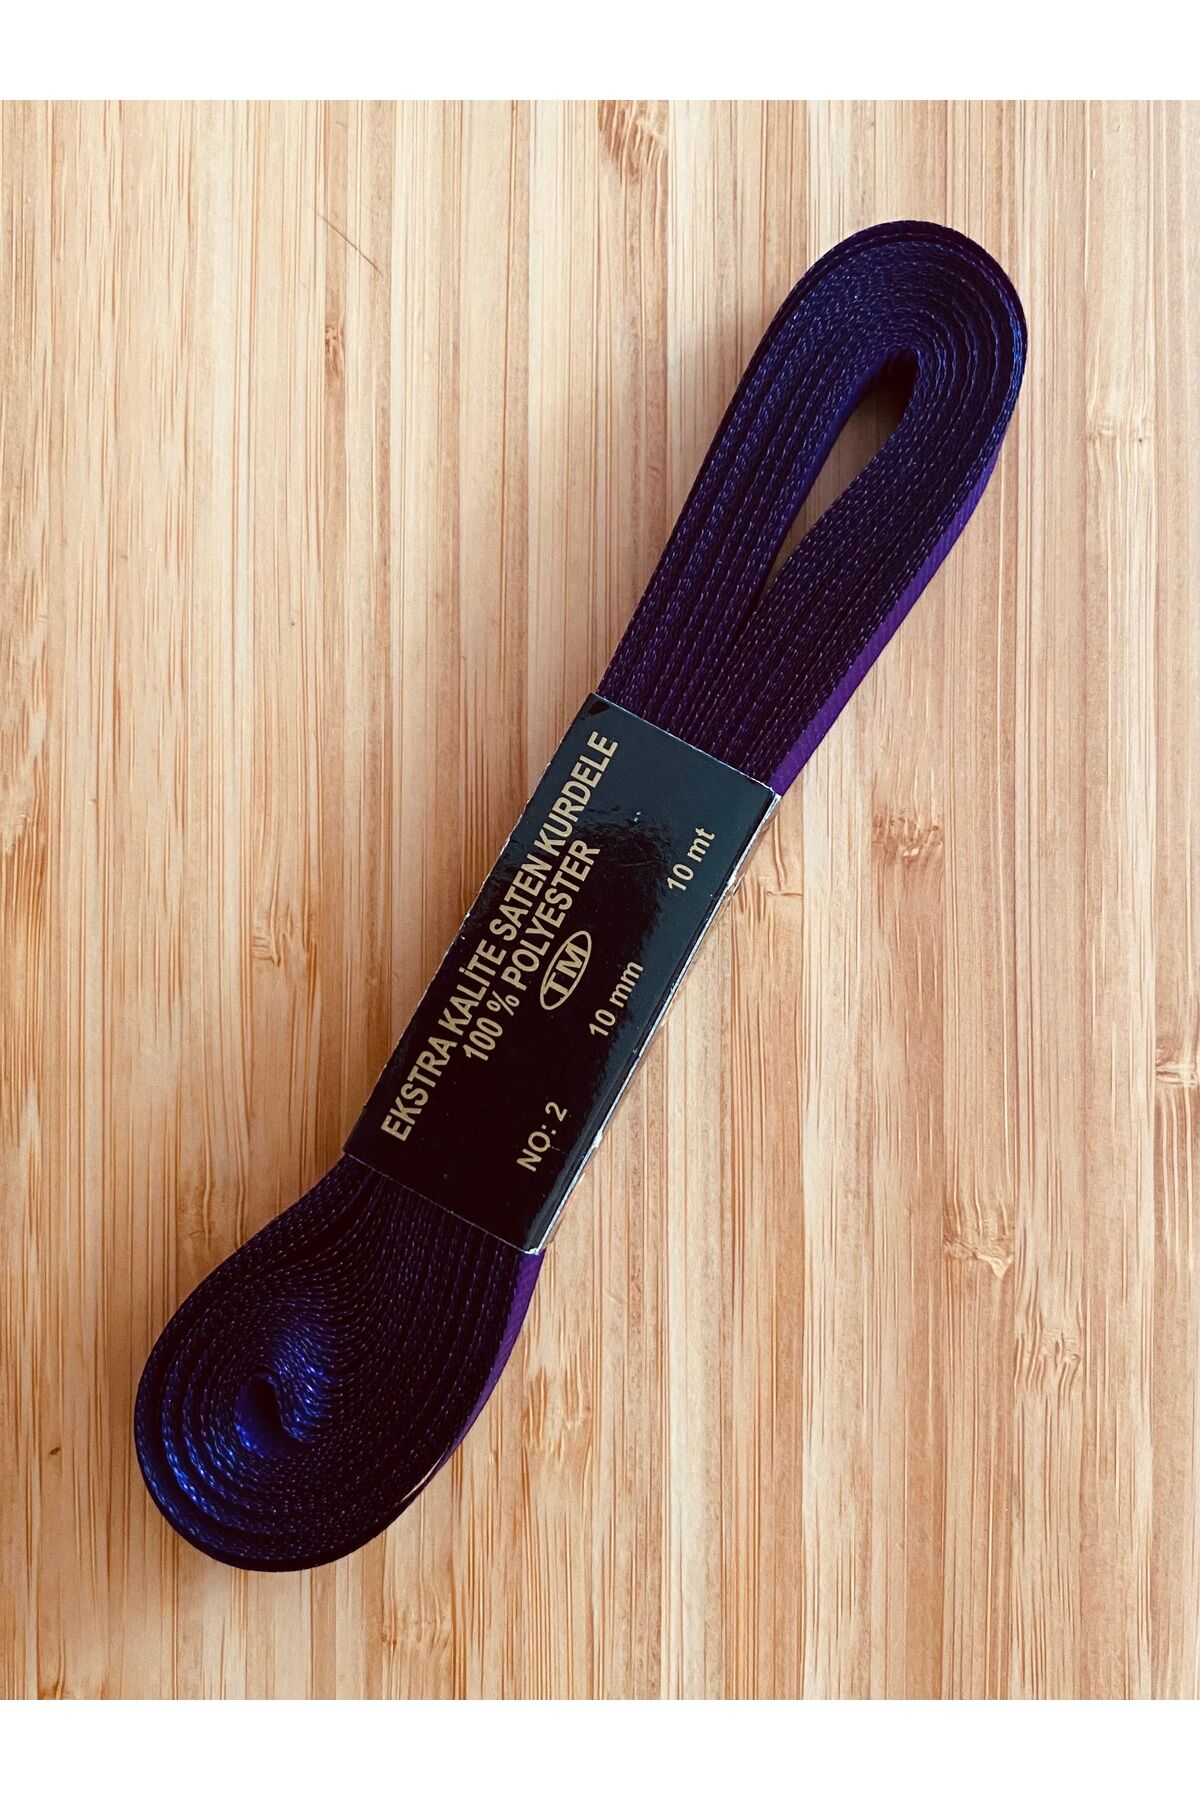 EKSTRA KALİTE SATEN KURDELE
100 % POLYESTER
TM
NO: 2 10 mm 10 mt